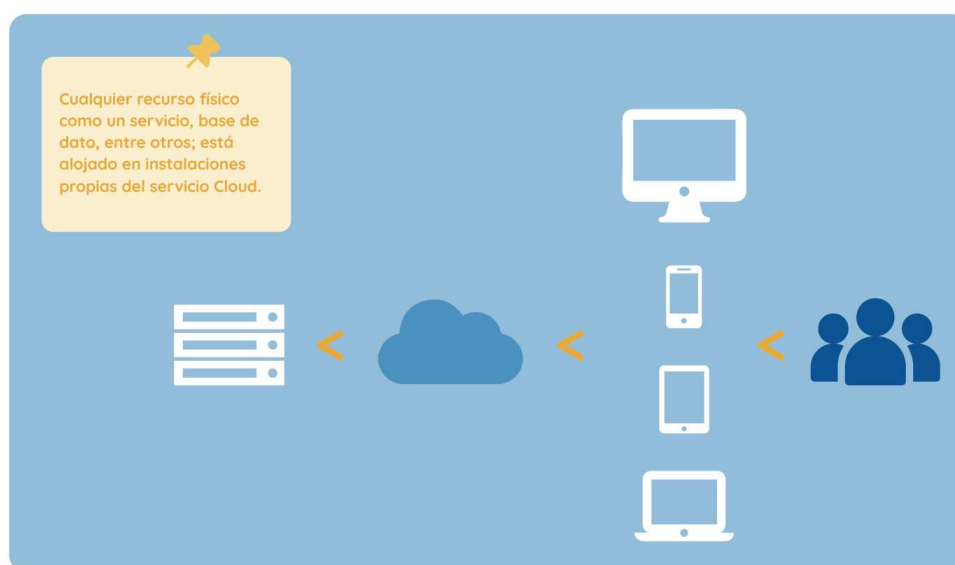 Cualquier recurso físico
como un servicio, base de
dato, entre otros; está
alojado en instalaciones
propias del servicio Cloud.